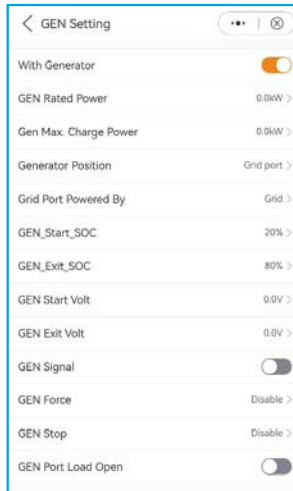 GEN Setting
With Generator
GEN Rated Power 0.0kW >
Gen Max. Charge Power 0.0kW >
Generator Position Grid port >
Grid Port Powered By Grid >
GEN_Start_SOC 20% >
GEN_Exit_SOC 80% >
GEN Start Volt 0.0V >
GEN Exit Volt 0.0V >
GEN Signal
GEN Force Disable >
GEN Stop Disable >
GEN Port Load Open